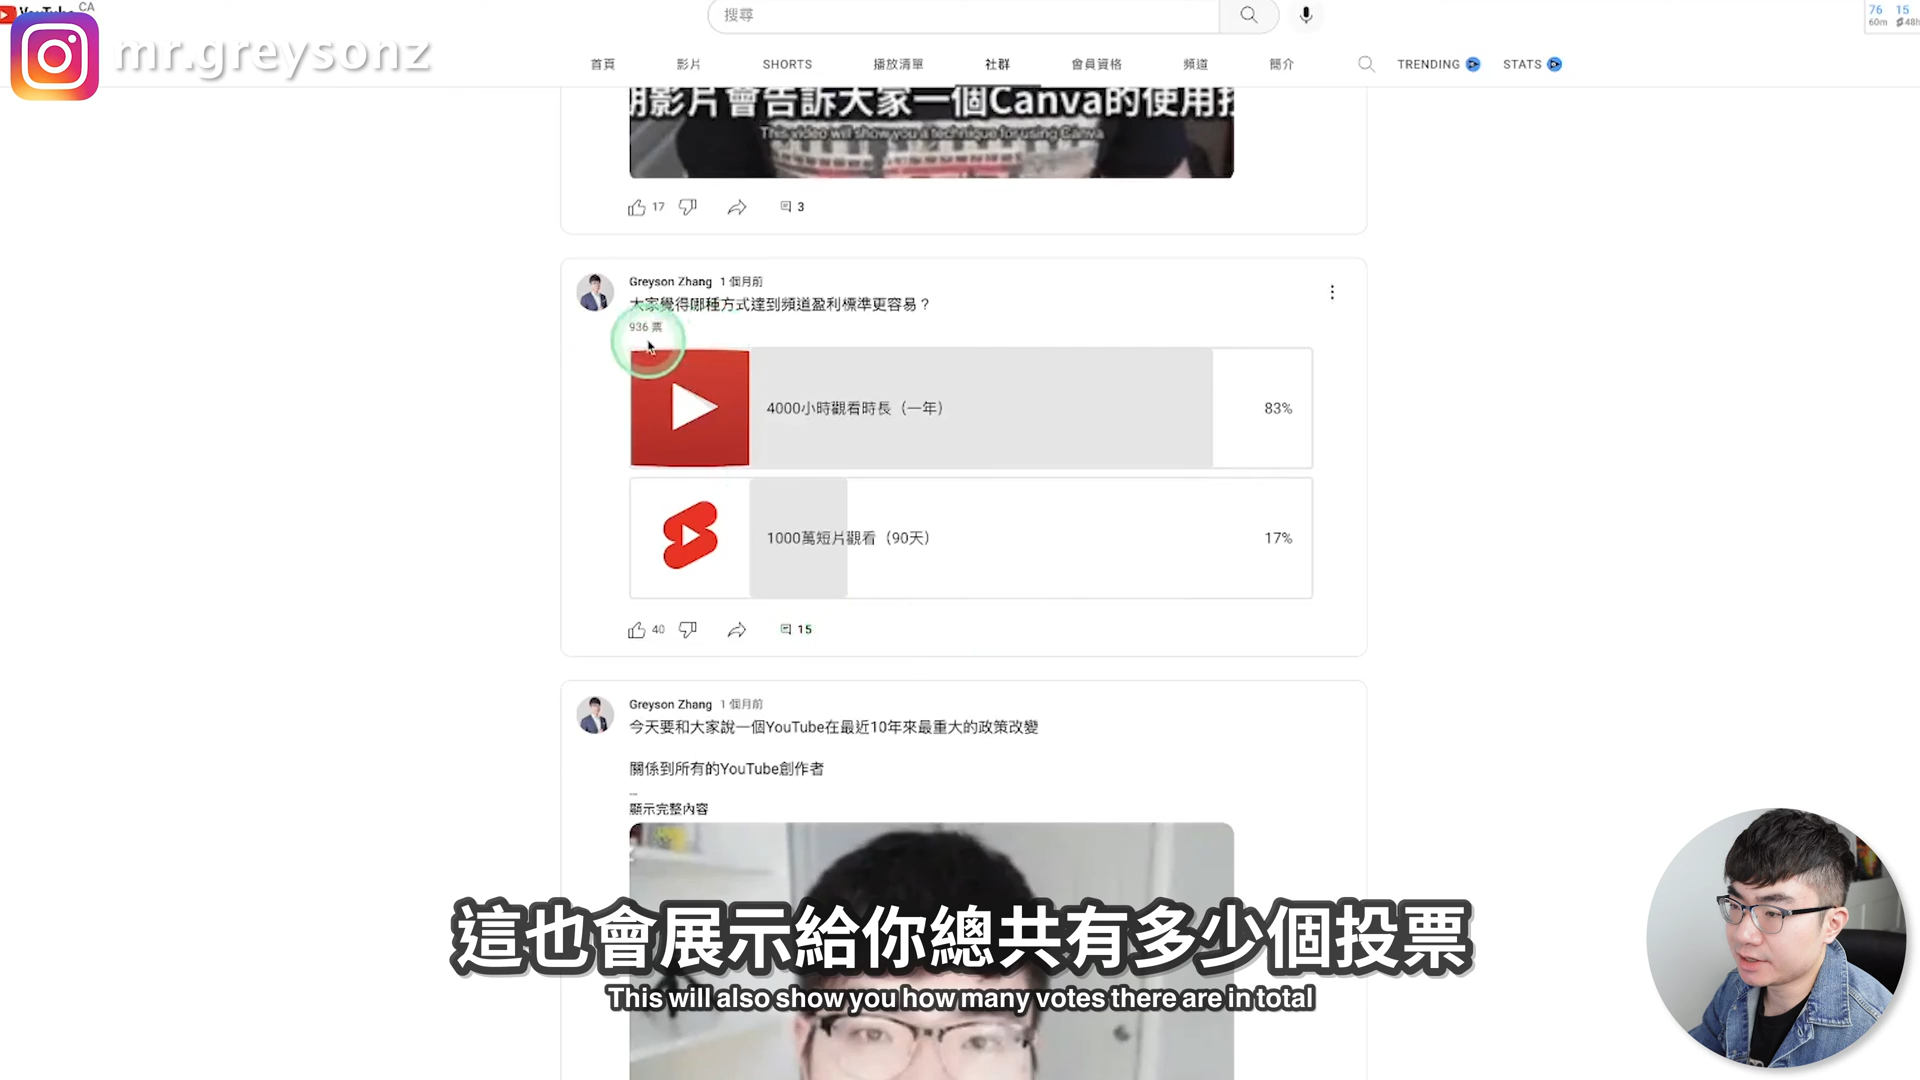 YouTube CA
mr.greysonz
搜尋
76 15
60m 48h
首頁 影片 SHORTS 播放清單 社群 會員資格 頻道 簡介 TRENDING STATS
期影片會告訴大家一個Canva的使用技
This video will show you a technique for using Canva
17 3
Greyson Zhang 1 個月前
大家覺得哪種方式達到頻道盈利標準更容易？
936 票
4000小時觀看時長（一年） 83%
1000萬短片觀看（90天） 17%
40 15
Greyson Zhang 1 個月前
今天要和大家說一個YouTube在最近10年來最重大的政策改變
關係到所有的YouTube創作者
...
顯示完整內容
這也會展示給你總共有多少個投票
This will also show you how many votes there are in total